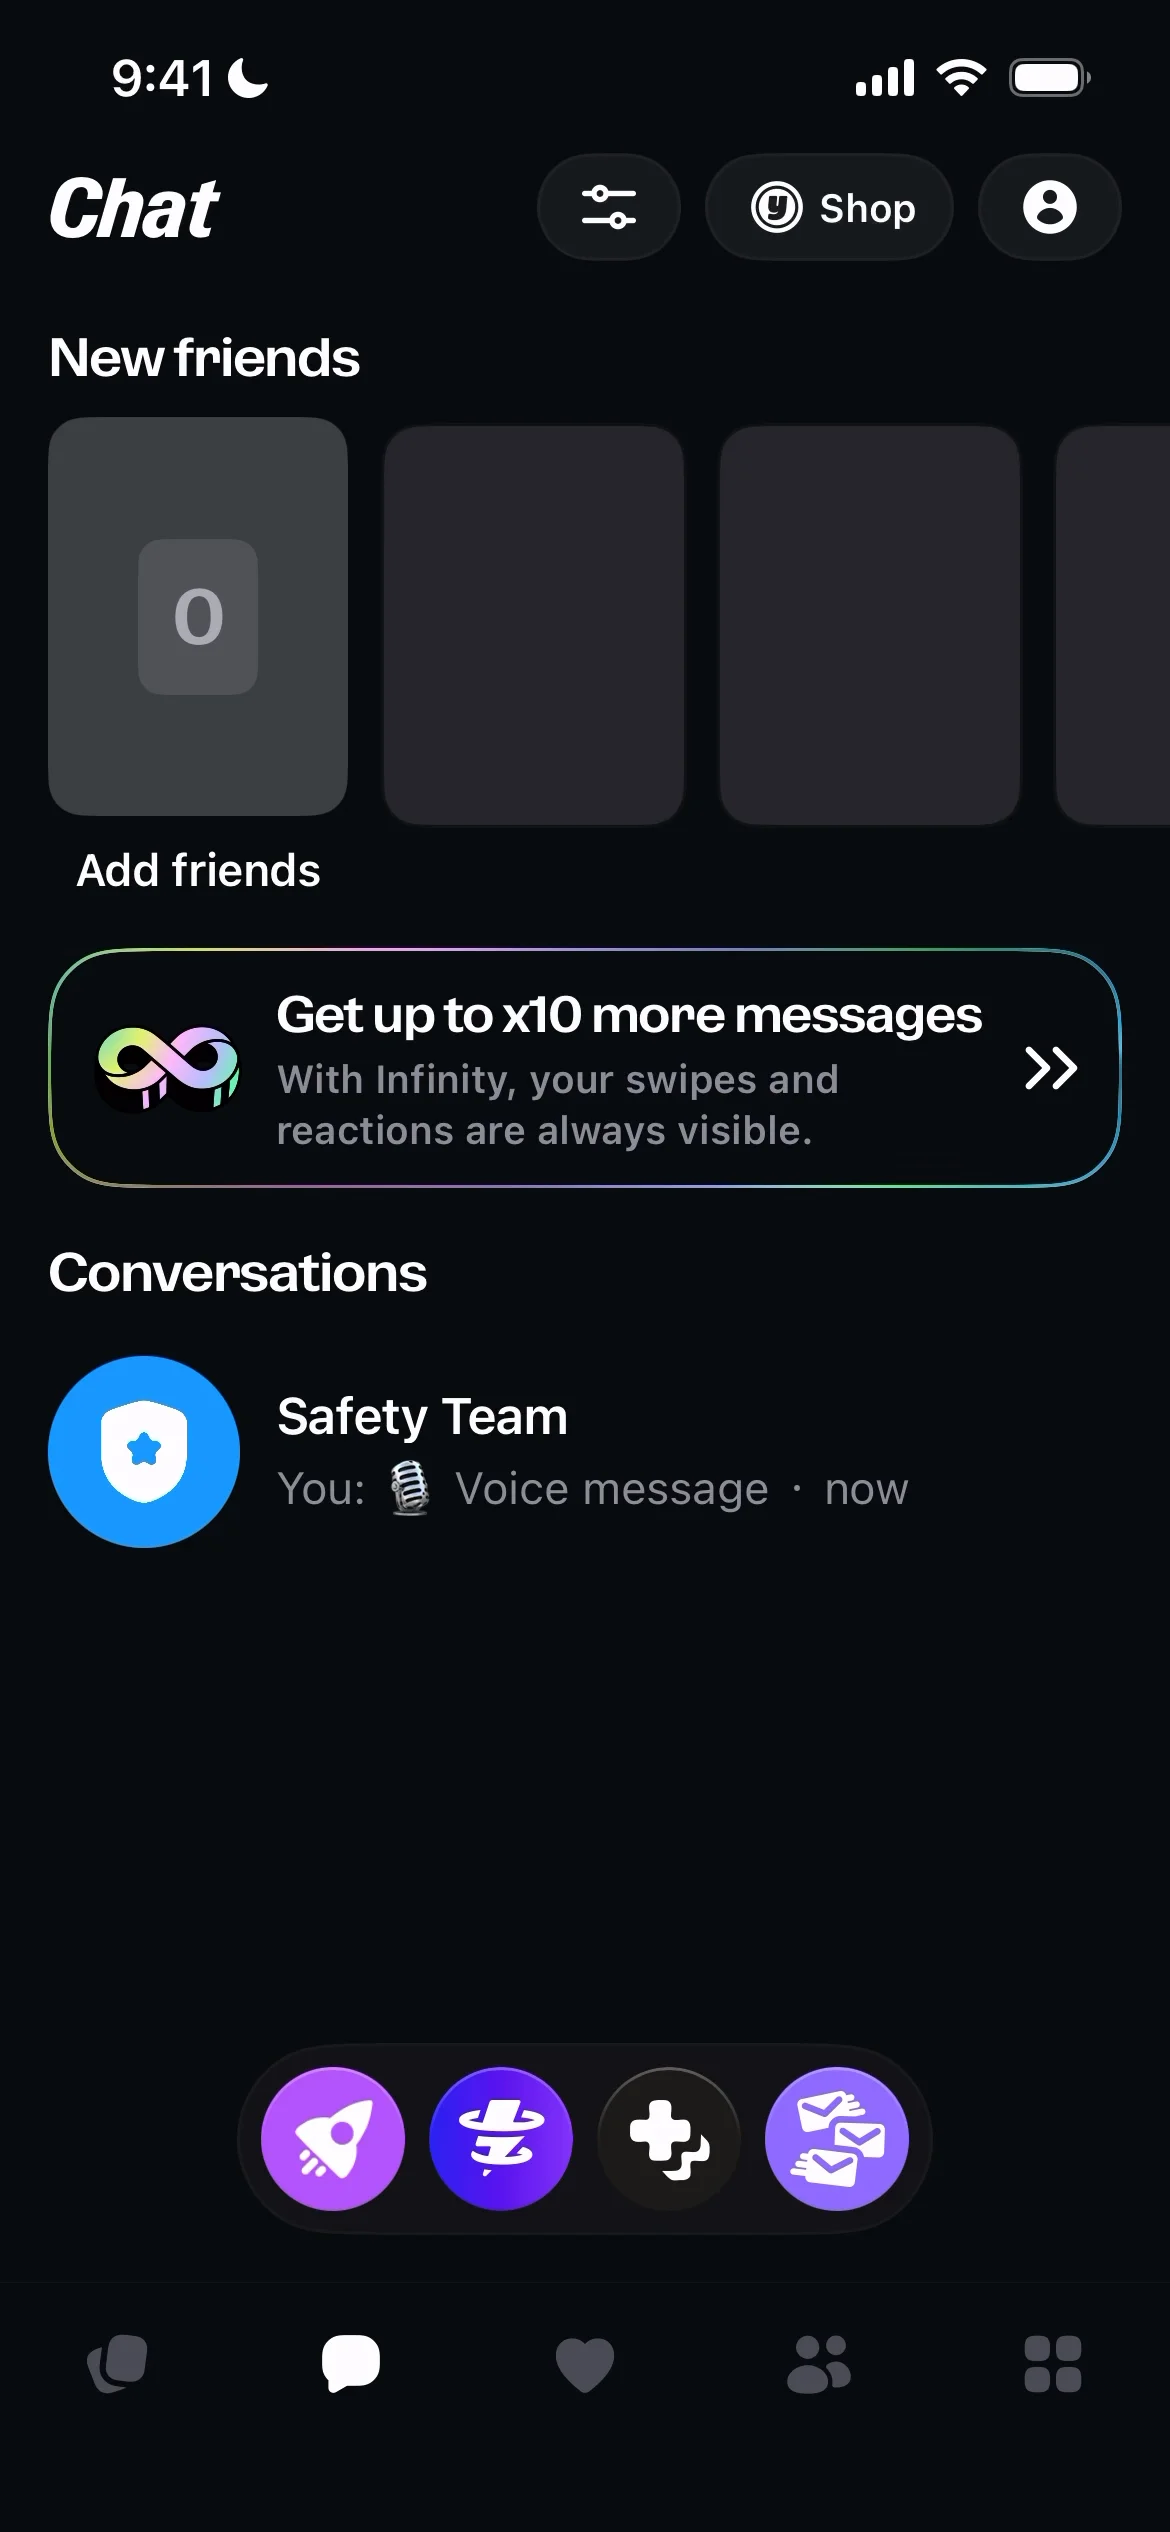 9:41
Chat
Shop
New friends
0
Add friends
Get up to x10 more messages
With Infinity, your swipes and
reactions are always visible.
Conversations
Safety Team
You: 🎙️ Voice message · now